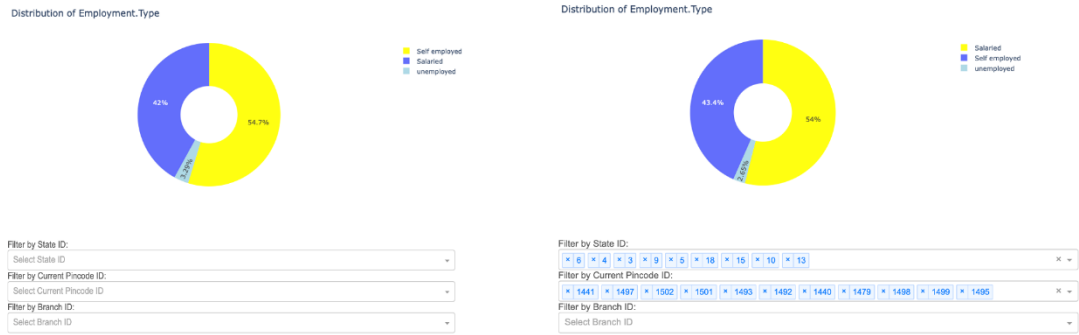 Distribution of Employment.Type
Self employed
Salaried
unemployed
42%
54.7%
3.29%
Filter by State ID:
Select State ID
Filter by Current Pincode ID:
Select Current Pincode ID
Filter by Branch ID:
Select Branch ID
Distribution of Employment.Type
Salaried
Self employed
unemployed
43.4%
54%
2.65%
Filter by State ID:
× 6 × 4 × 3 × 9 × 5 × 18 × 15 × 10 × 13
Filter by Current Pincode ID:
× 1441 × 1497 × 1502 × 1501 × 1493 × 1492 × 1440 × 1479 × 1498 × 1499 × 1495
Filter by Branch ID:
Select Branch ID